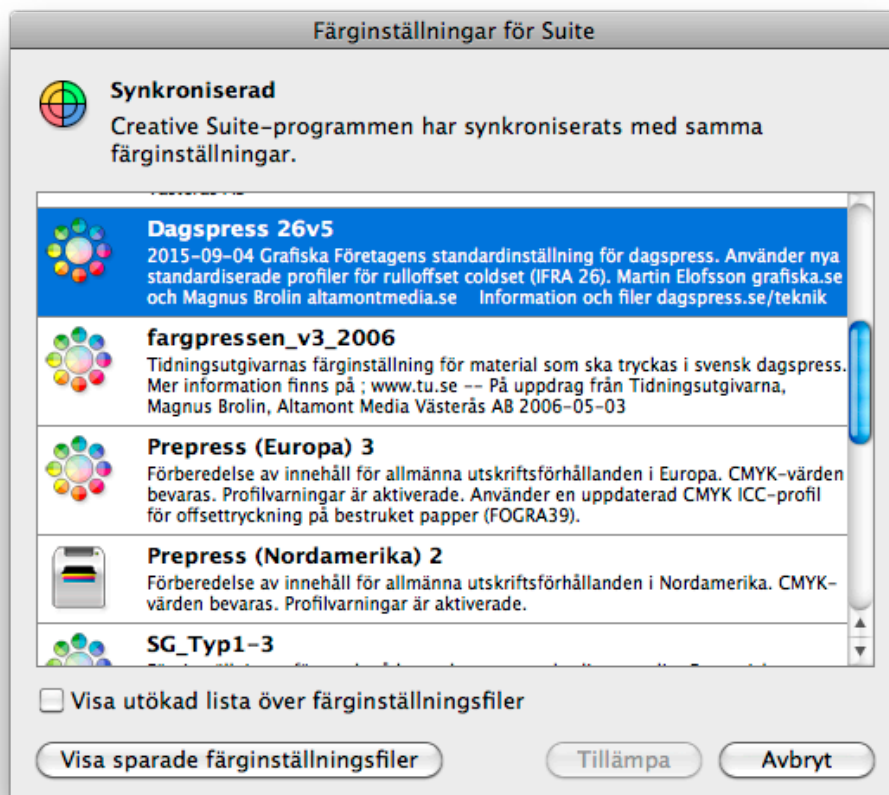 Färginställningar för Suite
Synkroniserad
Creative Suite-programmen har synkroniserats med samma
färginställningar.
Dagspress 26v5
2015-09-04 Grafiska Företagens standardinställning för dagspress. Använder nya
standardiserade profiler för rulloffset coldset (IFRA 26). Martin Elofsson grafiska.se
och Magnus Brolin altamontmedia.se Information och filer dagspress.se/teknik
fargpressen_v3_2006
Tidningsutgivarnas färginställning för material som ska tryckas i svensk dagspress.
Mer information finns på ; www.tu.se -- På uppdrag från Tidningsutgivarna,
Magnus Brolin, Altamont Media Västerås AB 2006-05-03
Prepress (Europa) 3
Förberedelse av innehåll för allmänna utskriftsförhållanden i Europa. CMYK-värden
bevaras. Profilvarningar är aktiverade. Använder en uppdaterad CMYK ICC-profil
för offsettryckning på bestruket papper (FOGRA39).
Prepress (Nordamerika) 2
Förberedelse av innehåll för allmänna utskriftsförhållanden i Nordamerika. CMYK-
värden bevaras. Profilvarningar är aktiverade.
SG_Typ1-3
Visa utökad lista över färginställningsfiler
Visa sparade färginställningsfiler
Tillämpa
Avbryt